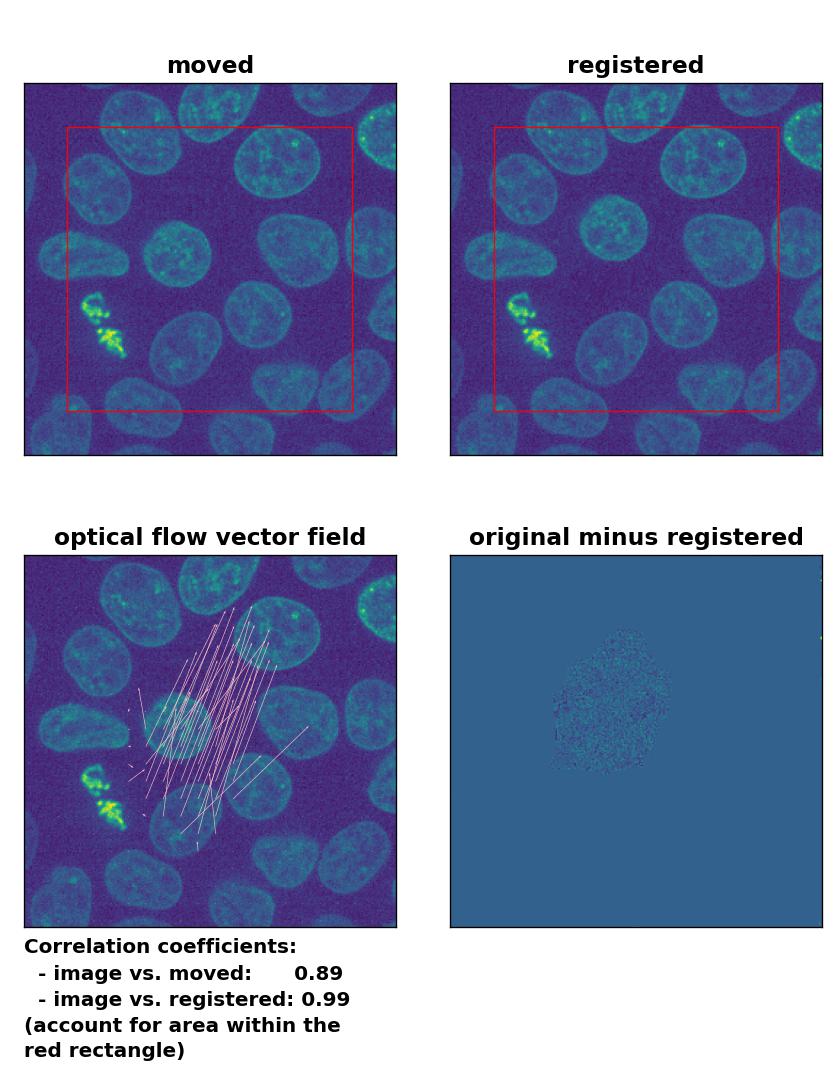 moved
registered
optical flow vector field
original minus registered
Correlation coefficients:
- image vs. moved: 0.89
- image vs. registered: 0.99
(account for area within the
red rectangle)